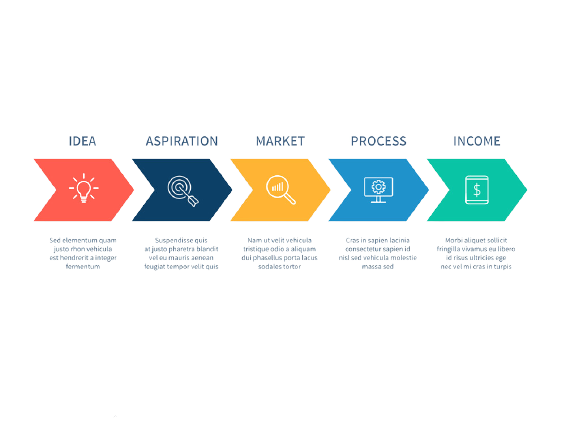 IDEA
ASPIRATION
MARKET
PROCESS
INCOME
$
Sed elementum quam
justo rhon vehicula
est hendrerit a integer
fermentum
Suspendisse quis
at justo pharetra blandit
vel eu mauris aenean
feugiat tempor velit quis
Nam ut velit vehicula
tristique odio a aliquam
dui phasellus porta lacus
sodales tortor
Cras in sapien lacinia
consectetur sapien id
nisl sed vehicula molestie
massa sed
Morbi aliquet sollicit
fringilla vivamus eu libero
id risus ultricies ege
nec vel mi cras in turpis